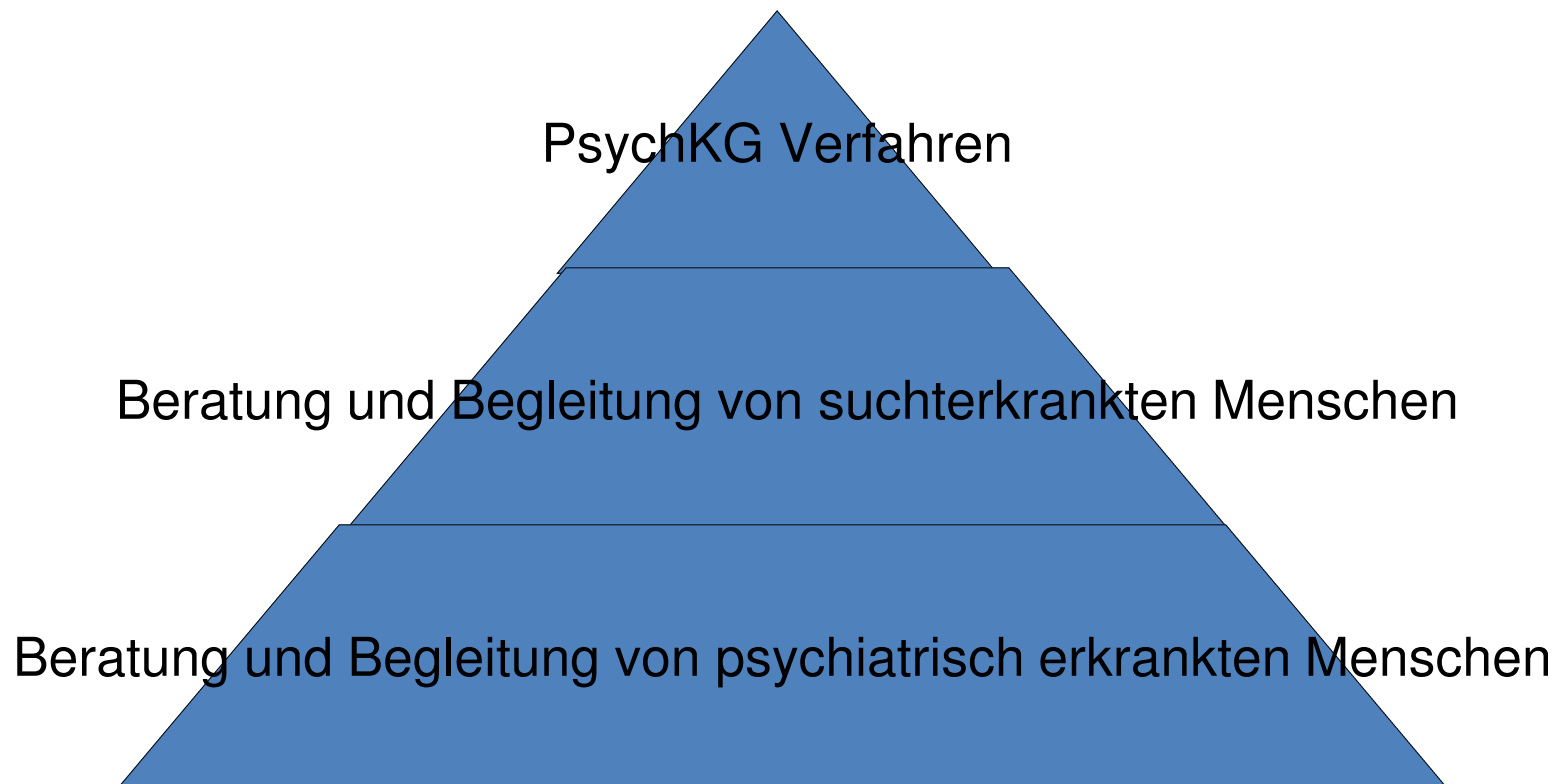 PsychKG Verfahren
Beratung und Begleitung von suchterkrankten Menschen
Beratung und Begleitung von psychiatrisch erkrankten Menschen